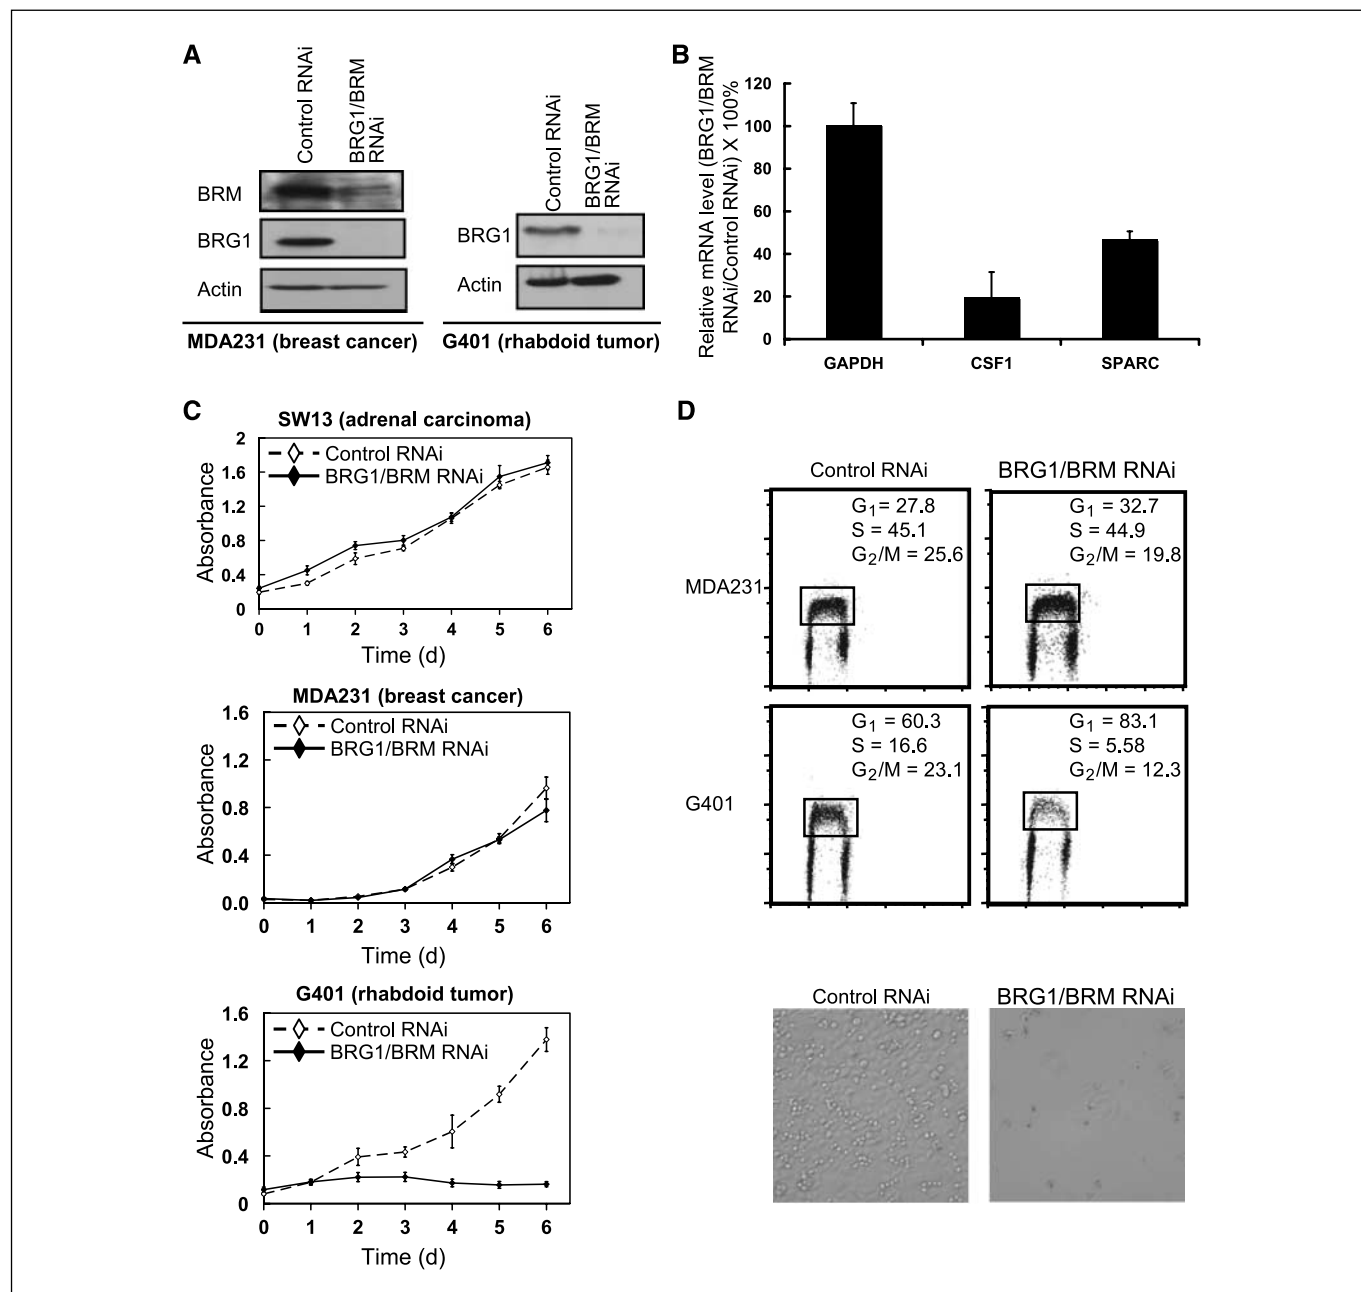 A
Control RNAi
BRG1/BRM
RNAi
BRM
BRG1
Actin
MDA231 (breast cancer)
Control RNAi
BRG1/BRM
RNAi
BRG1
Actin
G401 (rhabdoid tumor)
B
Relative mRNA level (BRG1/BRM
RNAi/Control RNAi) X 100%
120
100
80
60
40
20
0
GAPDH
CSF1
SPARC
C
SW13 (adrenal carcinoma)
Control RNAi
BRG1/BRM RNAi
Absorbance
2
1.6
1.2
0.8
0.4
0
0 1 2 3 4 5 6
Time (d)
MDA231 (breast cancer)
Control RNAi
BRG1/BRM RNAi
Absorbance
1.6
1.2
0.8
0.4
0.0
0 1 2 3 4 5 6
Time (d)
G401 (rhabdoid tumor)
Control RNAi
BRG1/BRM RNAi
Absorbance
1.6
1.2
0.8
0.4
0
0 1 2 3 4 5 6
Time (d)
D
Control RNAi
BRG1/BRM RNAi
MDA231
G1 = 27.8
S = 45.1
G2/M = 25.6
G1 = 32.7
S = 44.9
G2/M = 19.8
G401
G1 = 60.3
S = 16.6
G2/M = 23.1
G1 = 83.1
S = 5.58
G2/M = 12.3
Control RNAi
BRG1/BRM RNAi